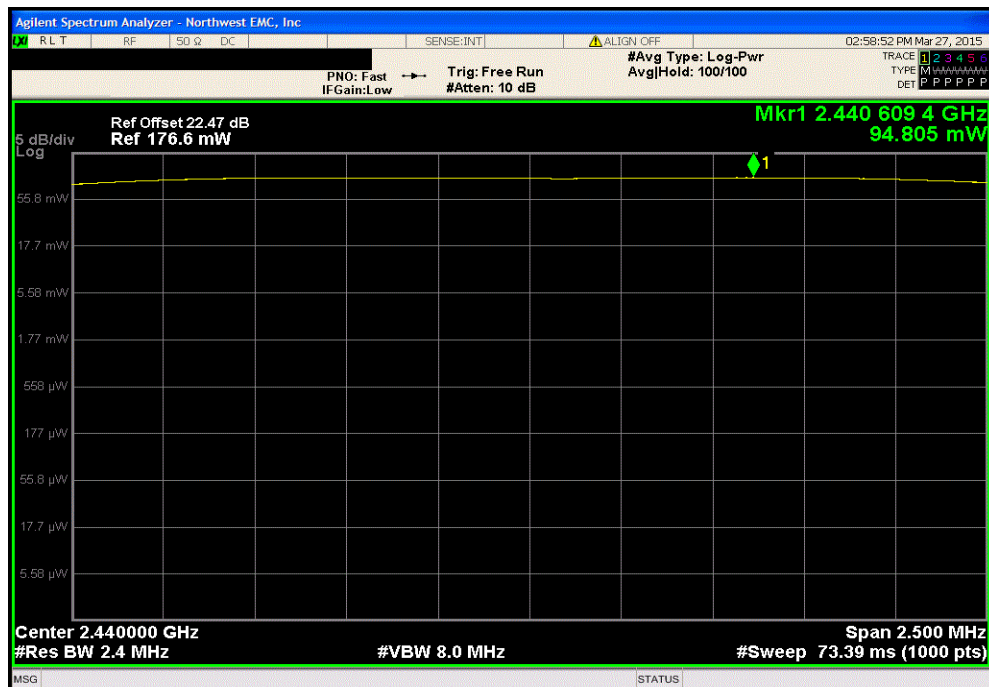 Agilent Spectrum Analyzer - Northwest EMC, Inc
LXI RLT RF 50 Ω DC SENSE:INT ALIGN OFF 02:58:52 PM Mar 27, 2015
#Avg Type: Log-Pwr TRACE 1 2 3 4 5 6
PNO: Fast Trig: Free Run Avg|Hold: 100/100 TYPE M WWWWW
IFGain:Low #Atten: 10 dB DET P P P P P P
Mkr1 2.440 609 4 GHz
Ref Offset 22.47 dB
5 dB/div Ref 176.6 mW 94.805 mW
Log
1
55.8 mW
17.7 mW
5.58 mW
1.77 mW
558 µW
177 µW
55.8 µW
17.7 µW
5.58 µW
Center 2.440000 GHz Span 2.500 MHz
#Res BW 2.4 MHz #VBW 8.0 MHz #Sweep 73.39 ms (1000 pts)
MSG STATUS